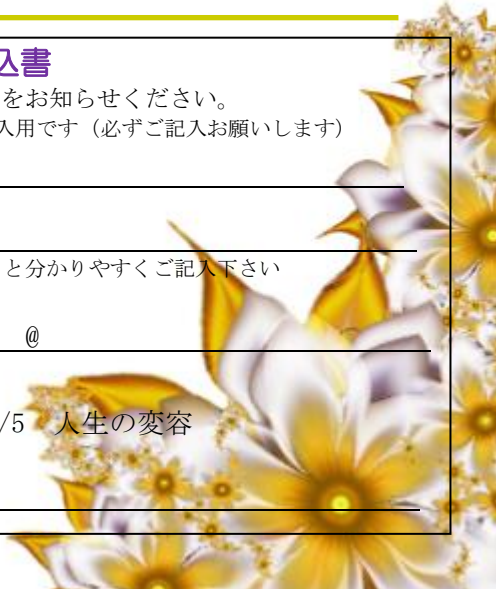 込書
をお知らせください。
入用です（必ずご記入お願いします）
と分かりやすくご記入下さい
@
/5 人生の変容